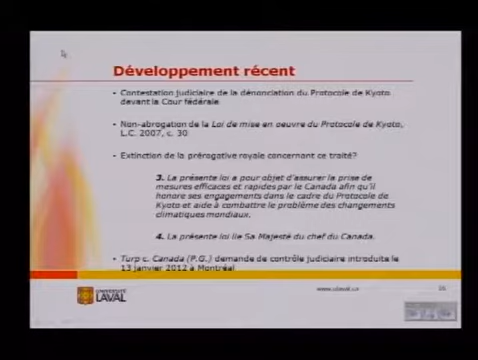 Développement récent
• Contestation judiciaire de la dénonciation du Protocole de Kyoto
devant la Cour fédérale
• Non-abrogation de la Loi de mise en oeuvre du Protocole de Kyoto,
L.C. 2007, c. 30
• Extinction de la prérogative royale concernant ce traité?
3. La présente loi a pour objet d'assurer la prise de
mesures efficaces et rapides par le Canada afin qu'il
honore ses engagements dans le cadre du Protocole de
Kyoto et aide à combattre le problème des changements
climatiques mondiaux.
4. La présente loi lie Sa Majesté du chef du Canada.
• Turp c. Canada (P.G.) demande de contrôle judiciaire introduite le
13 janvier 2012 à Montréal
UNIVERSITÉ
LAVAL
www.ulaval.ca